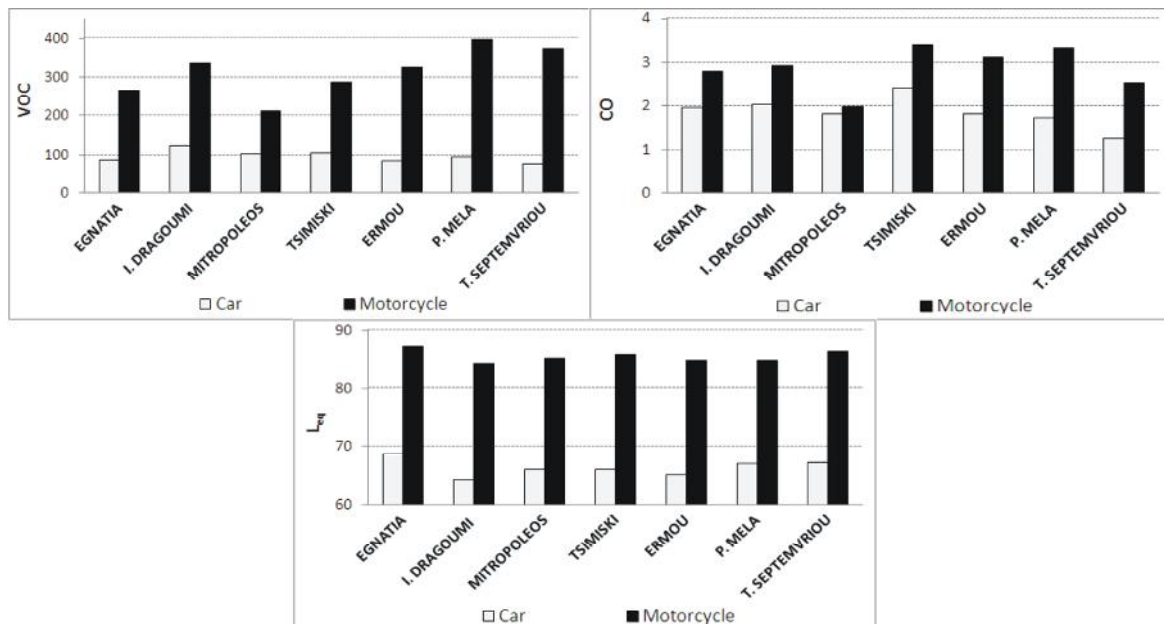 VOC
400
300
200
100
0
EGNATIA
I. DRAGOUMI
MITROPOLEOS
TSIMISKI
ERMOU
P. MELA
T. SEPTEMVRIOU
Car Motorcycle
CO
4
3
2
1
0
EGNATIA
I. DRAGOUMI
MITROPOLEOS
TSIMISKI
ERMOU
P. MELA
T. SEPTEMVRIOU
Car Motorcycle
Leq
90
80
70
60
EGNATIA
I. DRAGOUMI
MITROPOLEOS
TSIMISKI
ERMOU
P. MELA
T. SEPTEMVRIOU
Car Motorcycle